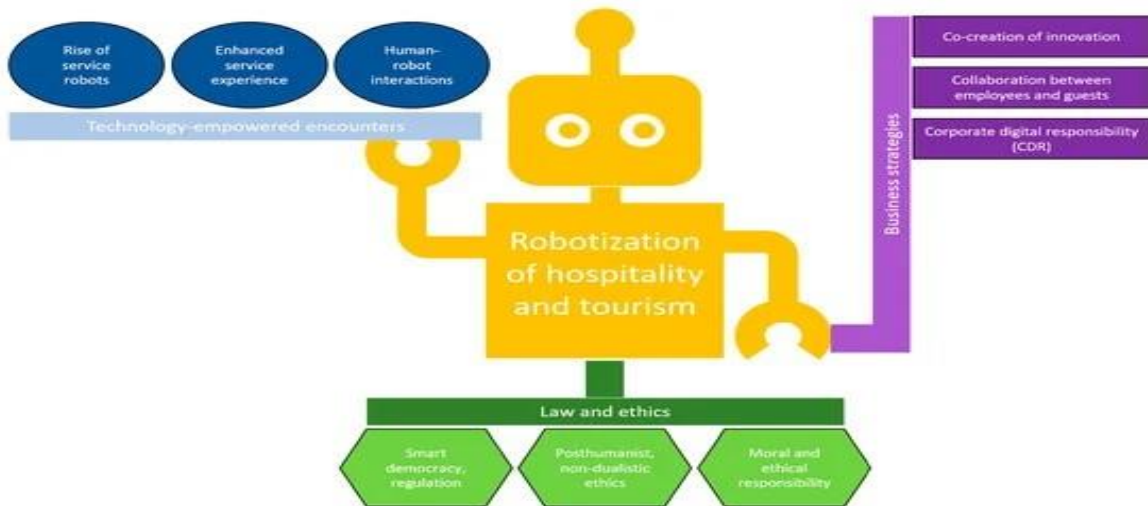 Rise of
service
robots
Enhanced
service
experience
Human-
robot
interactions
Technology-empowered encounters
Co-creation of innovation
Collaboration between
employees and guests
Corporate digital responsibility
(CDR)
Business strategies
Robotization
of hospitality
and tourism
Law and ethics
Smart
democracy,
regulation
Posthumanist,
non-dualistic
ethics
Moral and
ethical
responsibility